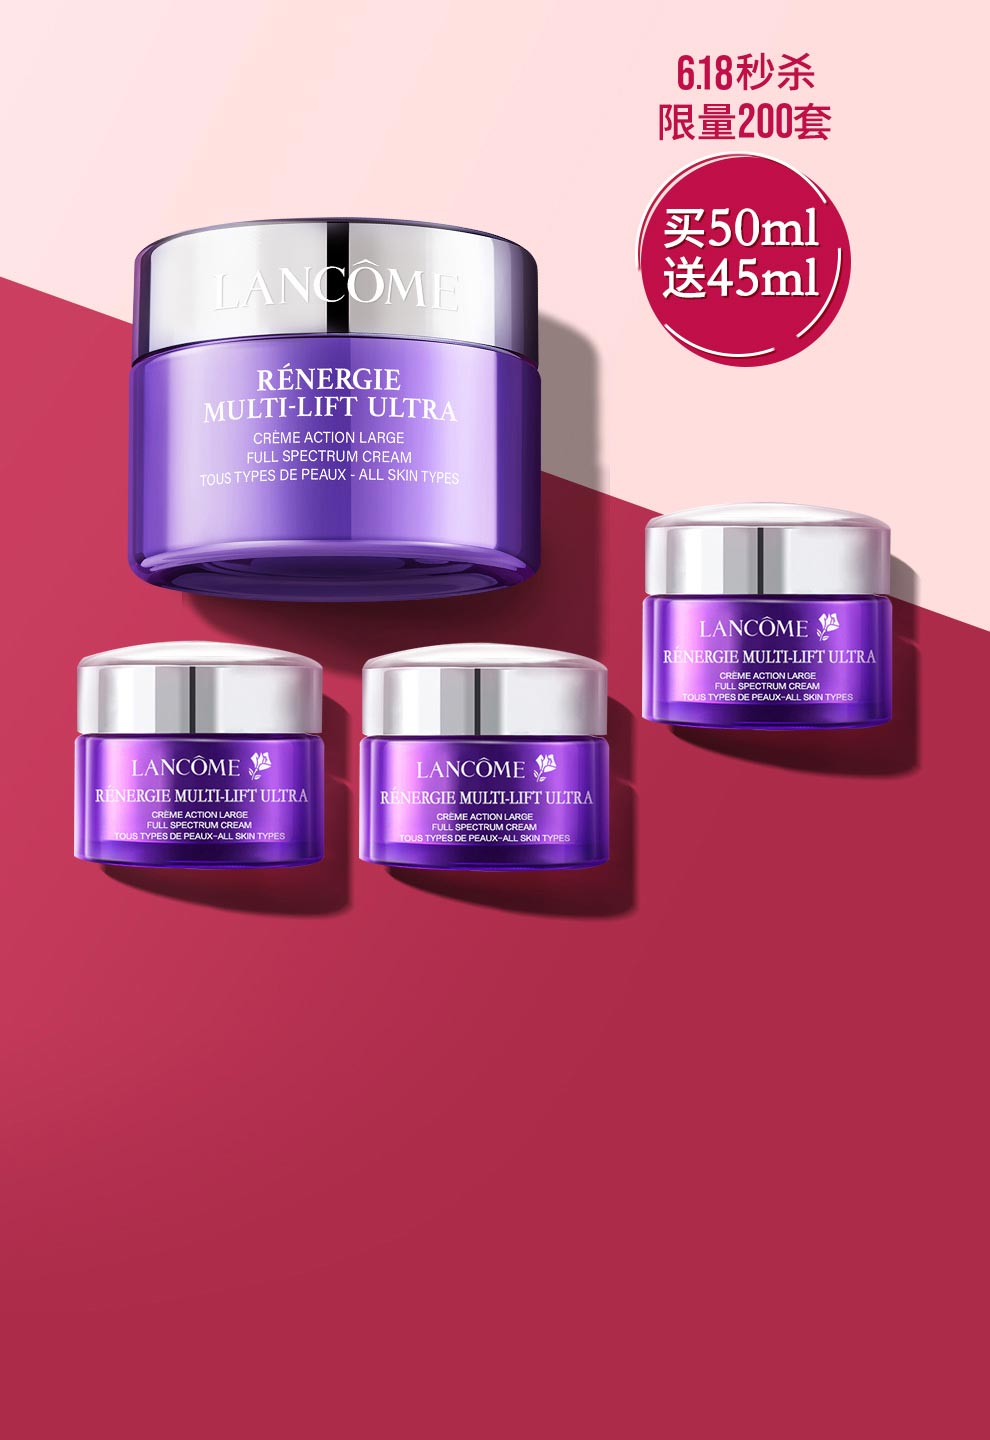 6.18秒杀
限量200套
买50ml
送45ml
LANCÔME
RÉNERGIE
MULTI-LIFT ULTRA
CRÈME ACTION LARGE
FULL SPECTRUM CREAM
TOUS TYPES DE PEAUX - ALL SKIN TYPES
LANCÔME
RÉNERGIE MULTI-LIFT ULTRA
CRÈME ACTION LARGE
FULL SPECTRUM CREAM
TOUS TYPES DE PEAUX-ALL SKIN TYPES
LANCÔME
RÉNERGIE MULTI-LIFT ULTRA
CRÈME ACTION LARGE
FULL SPECTRUM CREAM
TOUS TYPES DE PEAUX-ALL SKIN TYPES
LANCÔME
RÉNERGIE MULTI-LIFT ULTRA
CRÈME ACTION LARGE
FULL SPECTRUM CREAM
TOUS TYPES DE PEAUX-ALL SKIN TYPES